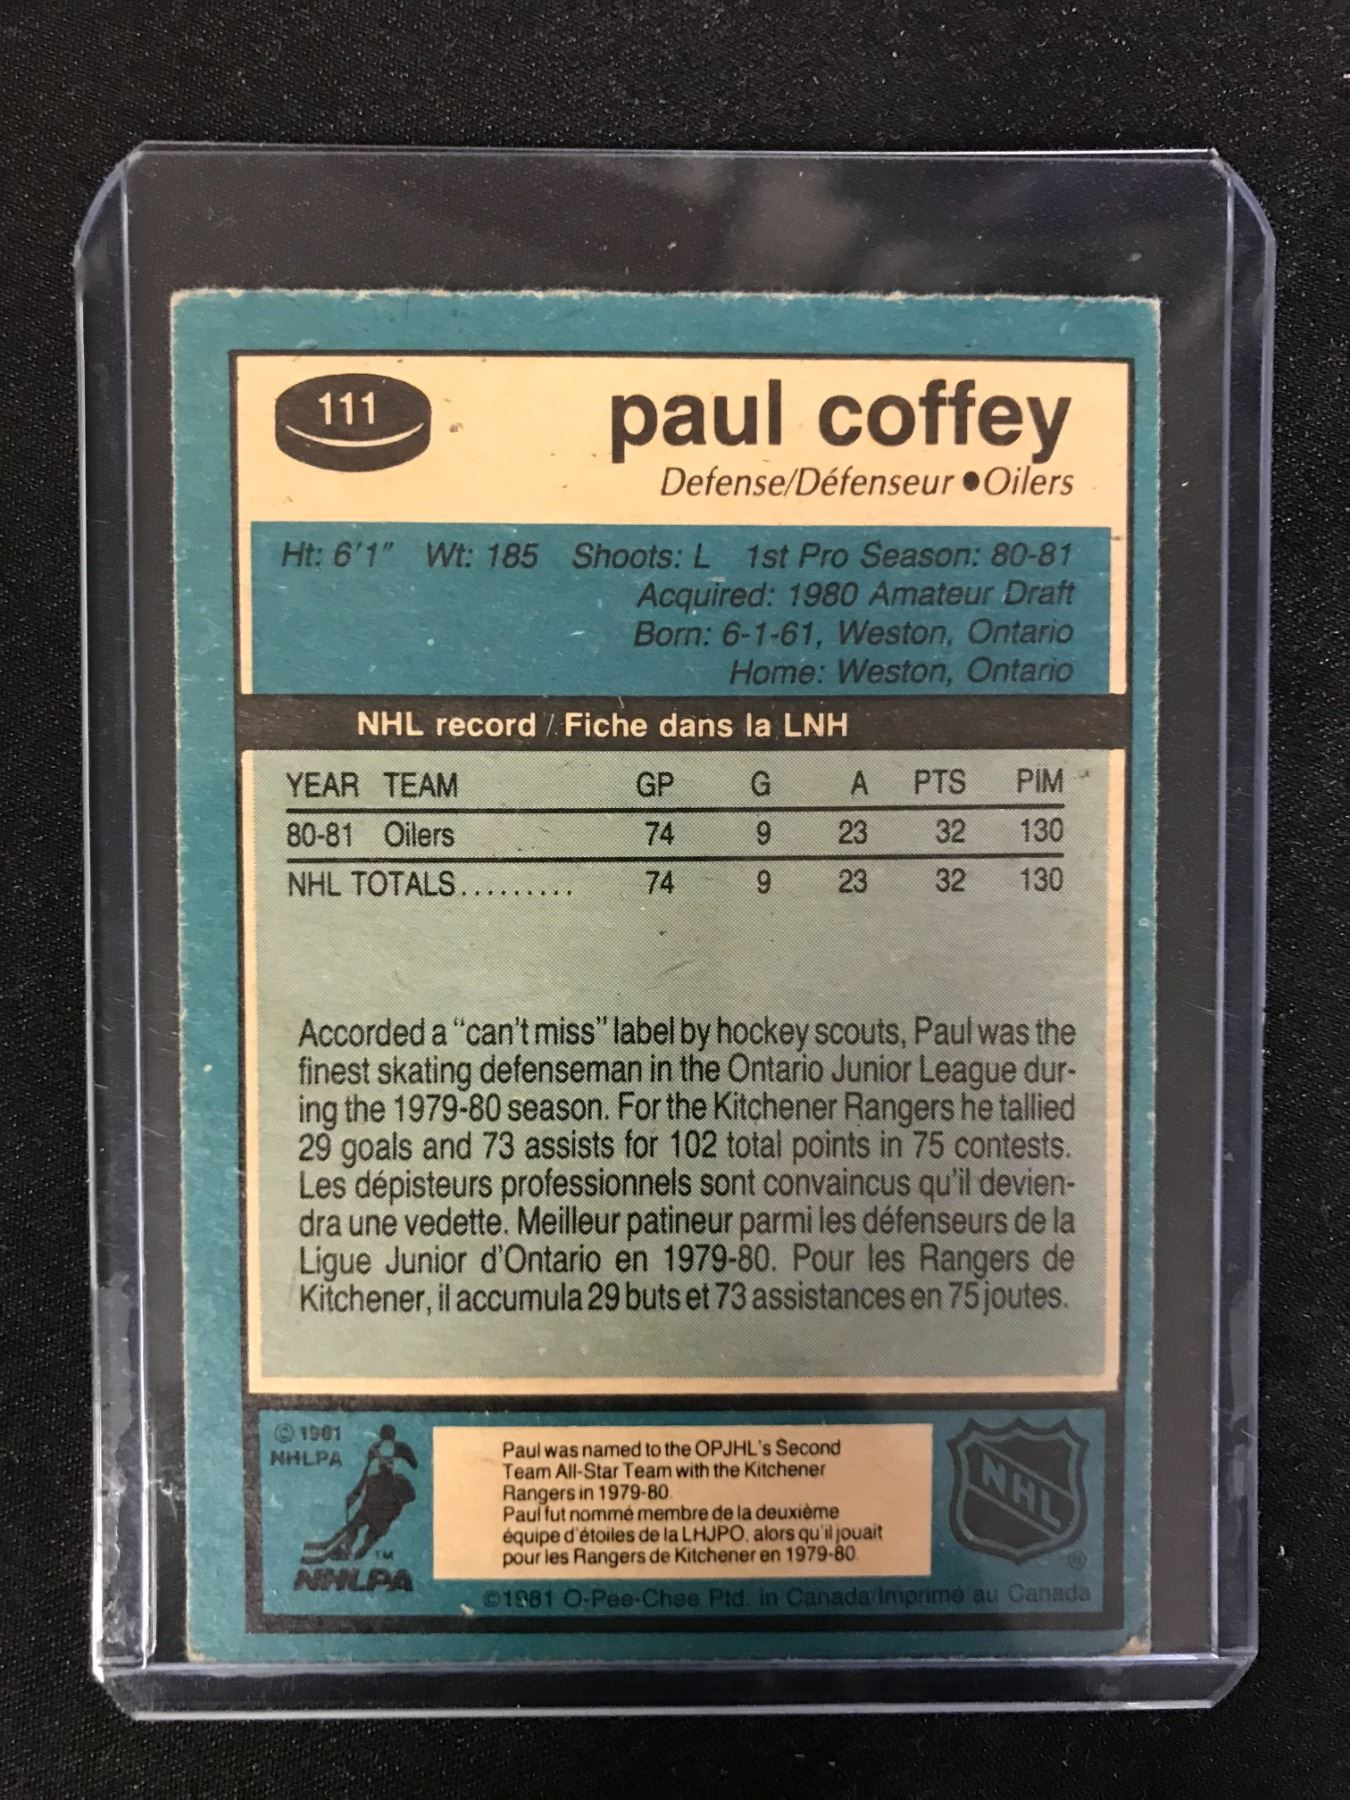 111
paul coffey
Defense/Défenseur ● Oilers
Ht: 6'1" Wt: 185 Shoots: L 1st Pro Season: 80-81
Acquired: 1980 Amateur Draft
Born: 6-1-61, Weston, Ontario
Home: Weston, Ontario
NHL record / Fiche dans la LNH
YEAR TEAM GP G A PTS PIM
80-81 Oilers 74 9 23 32 130
NHL TOTALS......... 74 9 23 32 130
Accorded a "can't miss" label by hockey scouts, Paul was the
finest skating defenseman in the Ontario Junior League dur-
ing the 1979-80 season. For the Kitchener Rangers he tallied
29 goals and 73 assists for 102 total points in 75 contests.
Les dépisteurs professionnels sont convaincus qu'il devien-
dra une vedette. Meilleur patineur parmi les défenseurs de la
Ligue Junior d'Ontario en 1979-80. Pour les Rangers de
Kitchener, il accumula 29 buts et 73 assistances en 75 joutes.
© 1981
NHLPA
TM
NHLPA
Paul was named to the OPJHL's Second
Team All-Star Team with the Kitchener
Rangers in 1979-80.
Paul fut nommé membre de la deuxième
équipe d'étoiles de la LHJPO, alors qu'il jouait
pour les Rangers de Kitchener en 1979-80.
NHL
®
©1981 O-Pee-Chee Ptd. in Canada/Imprimé au Canada